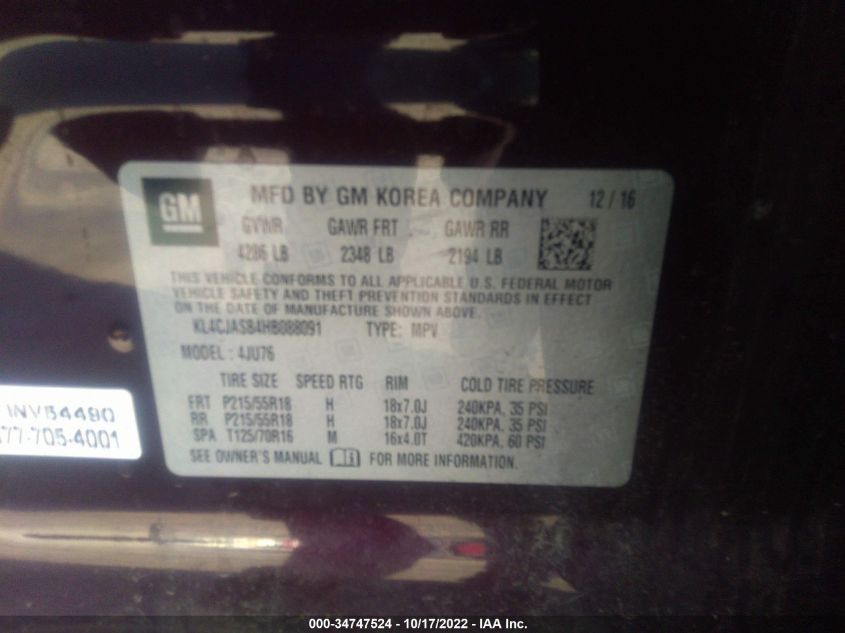 GM
MFD BY GM KOREA COMPANY 12 / 16
GVWR GAWR FRT GAWR RR
4286 LB 2348 LB 2194 LB
THIS VEHICLE CONFORMS TO ALL APPLICABLE U.S. FEDERAL MOTOR
VEHICLE SAFETY AND THEFT PREVENTION STANDARDS IN EFFECT
ON THE DATE OF MANUFACTURE SHOWN ABOVE.
KL4CJASB4HB088091 TYPE: MPV
MODEL : 4JU76
TIRE SIZE SPEED RTG RIM COLD TIRE PRESSURE
FRT P215/55R18 H 18x7.0J 240KPA, 35 PSI
RR P215/55R18 H 18x7.0J 240KPA, 35 PSI
SPA T125/70R16 M 16x4.0T 420KPA, 60 PSI
SEE OWNER'S MANUAL FOR MORE INFORMATION.
INVB4490
77-705-4001
000-34747524 - 10/17/2022 - IAA Inc.